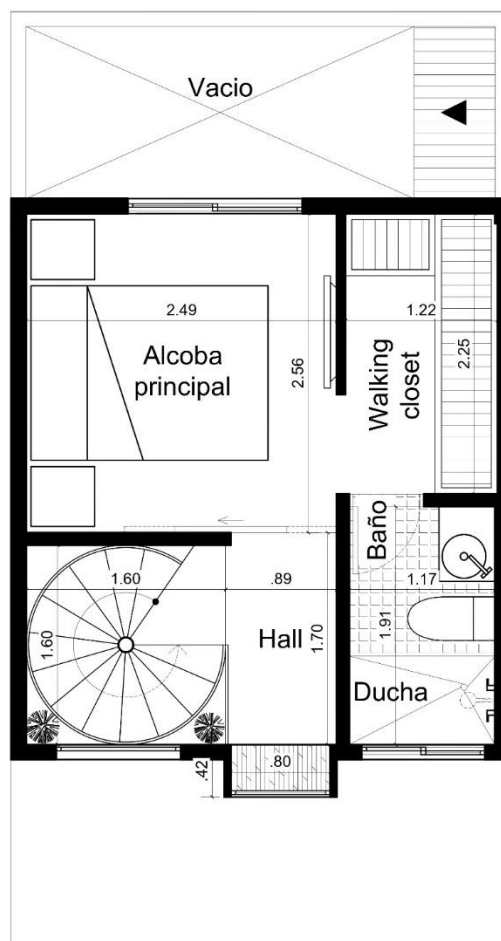 Vacio
2.49
1.22
Alcoba
principal
2.56
Walking
closet
2.25
Baño
1.60
.89
1.17
1.60
Hall
1.70
1.91
Ducha
.80
.42